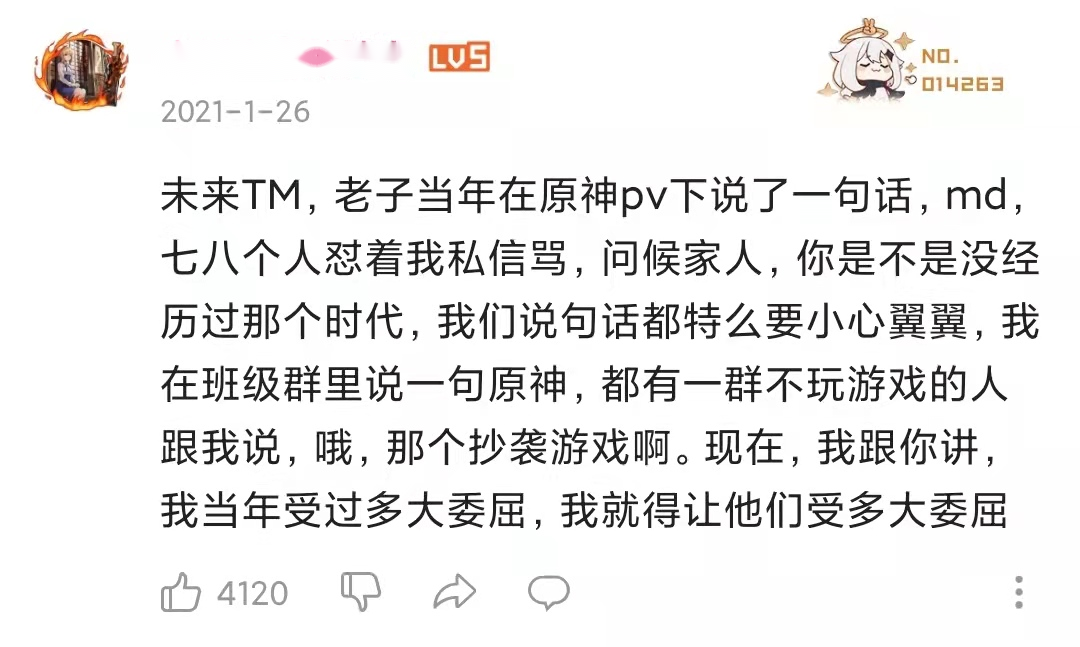 LV5
NO.
014263
2021-1-26
未来TM，老子当年在原神pv下说了一句话，md，
七八个人怼着我私信骂，问候家人，你是不是没经
历过那个时代，我们说句话都特么要小心翼翼，我
在班级群里说一句原神，都有一群不玩游戏的人
跟我说，哦，那个抄袭游戏啊。现在，我跟你讲，
我当年受过多大委屈，我就得让他们受多大委屈
4120